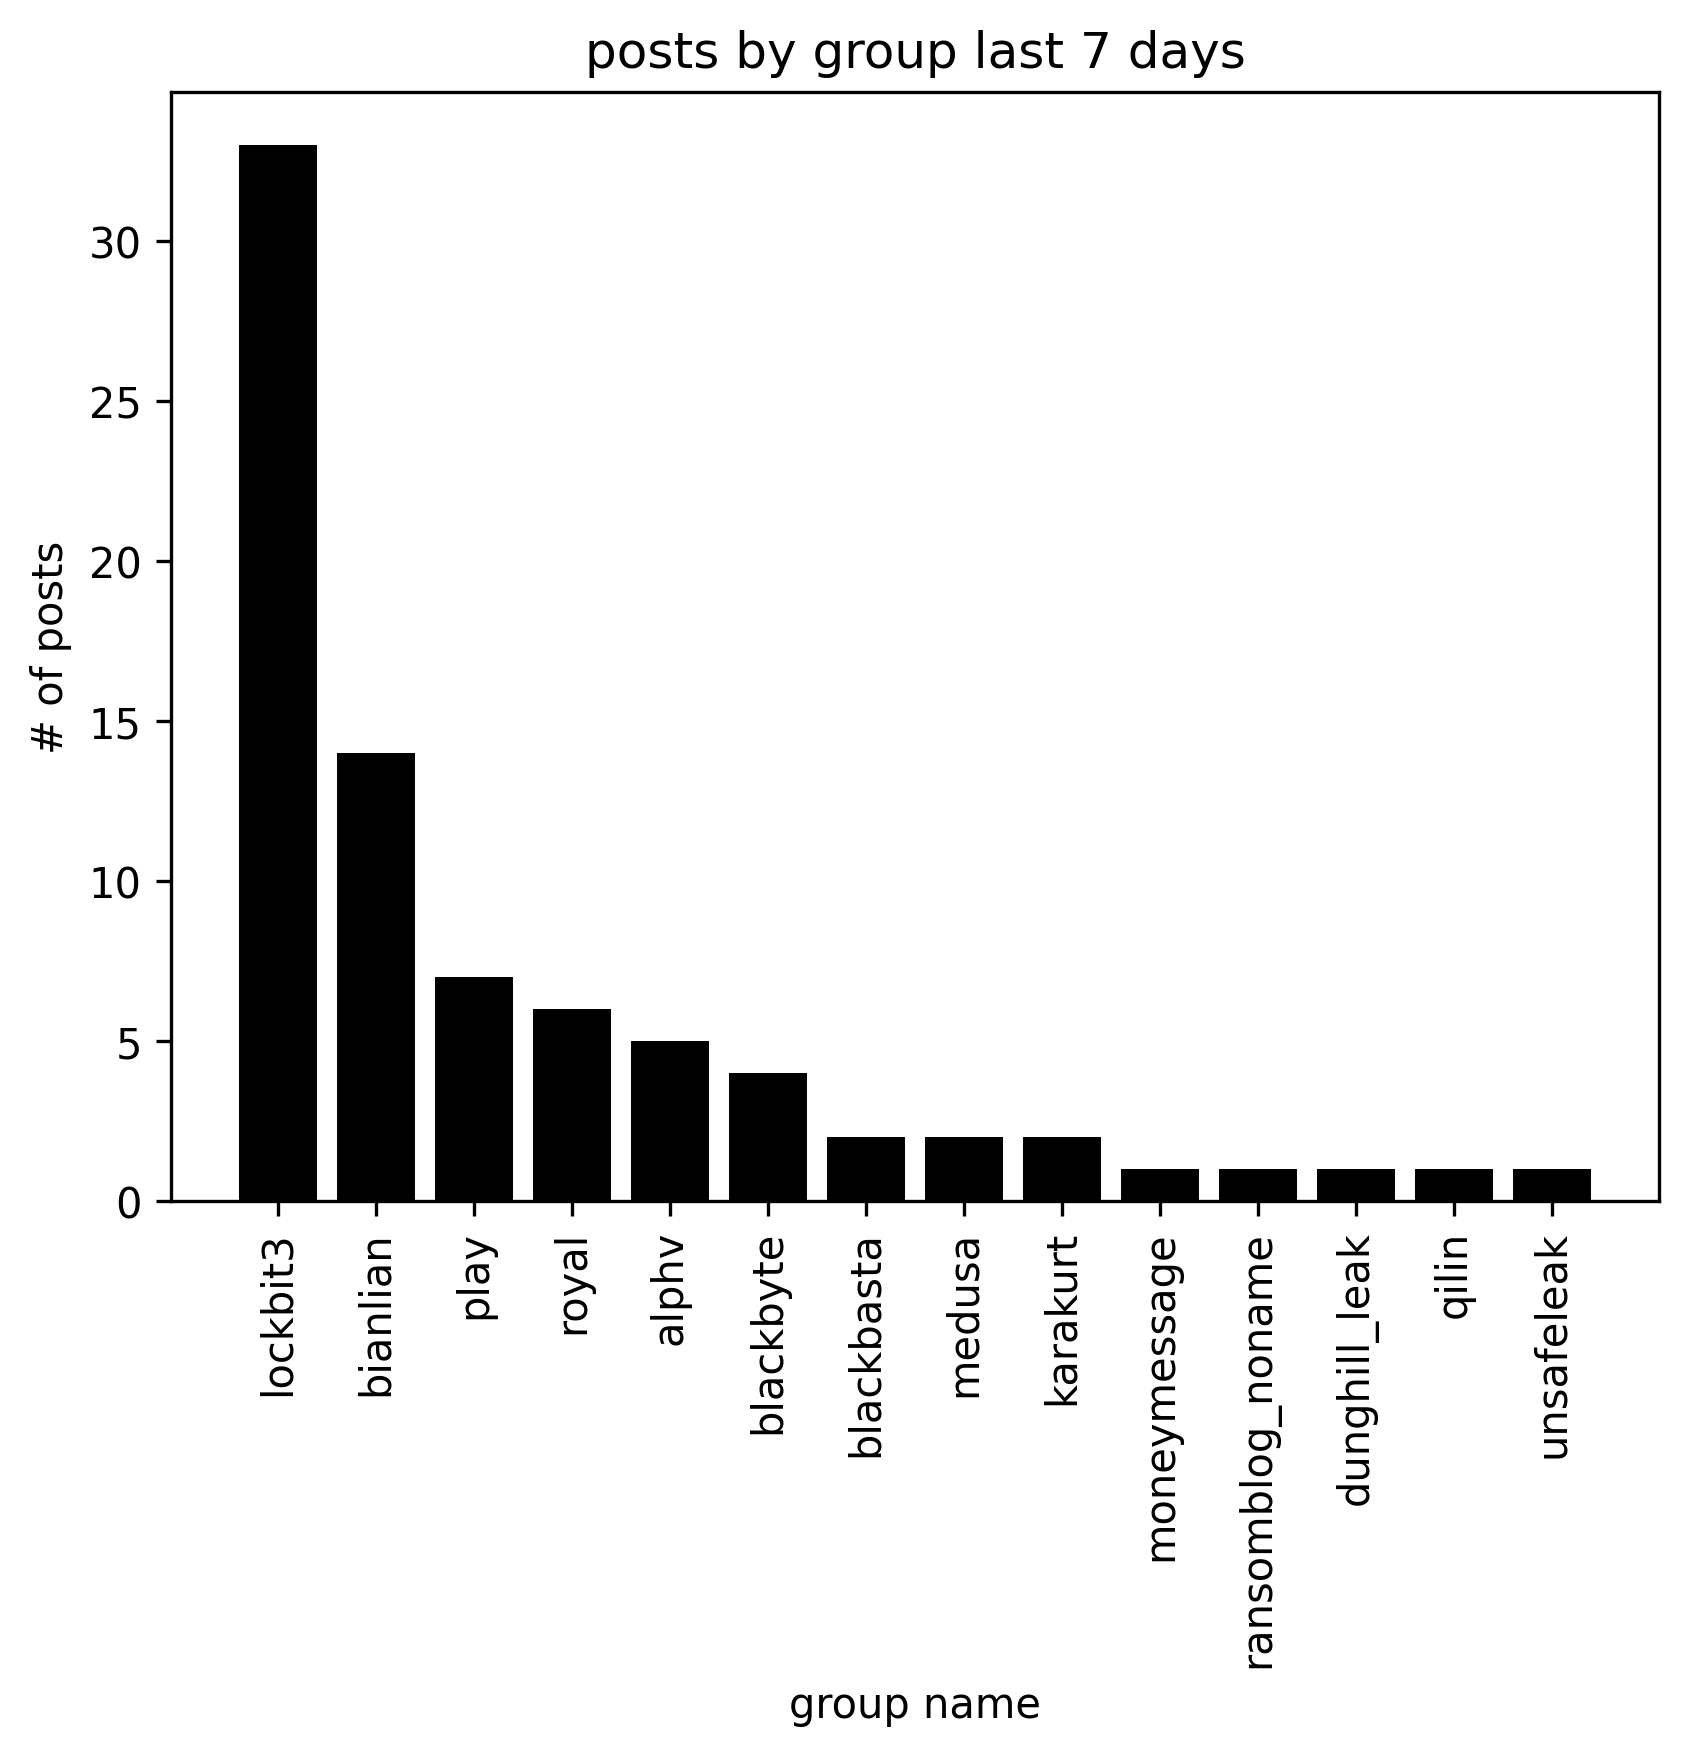 posts by group last 7 days
# of posts
30
25
20
15
10
5
0
lockbit3
bianlian
play
royal
alphv
blackbyte
blackbasta
medusa
karakurt
moneymessage
ransomblog_noname
dunghill_leak
qilin
unsafeleak
group name